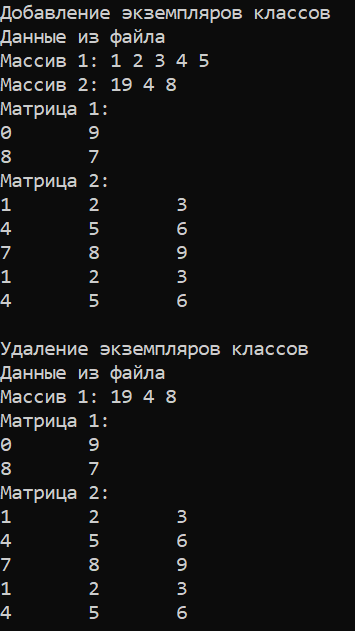 Добавление экземпляров классов
Данные из файла
Массив 1: 1 2 3 4 5
Массив 2: 19 4 8
Матрица 1:
0 9
8 7
Матрица 2:
1 2 3
4 5 6
7 8 9
1 2 3
4 5 6
Удаление экземпляров классов
Данные из файла
Массив 1: 19 4 8
Матрица 1:
0 9
8 7
Матрица 2:
1 2 3
4 5 6
7 8 9
1 2 3
4 5 6